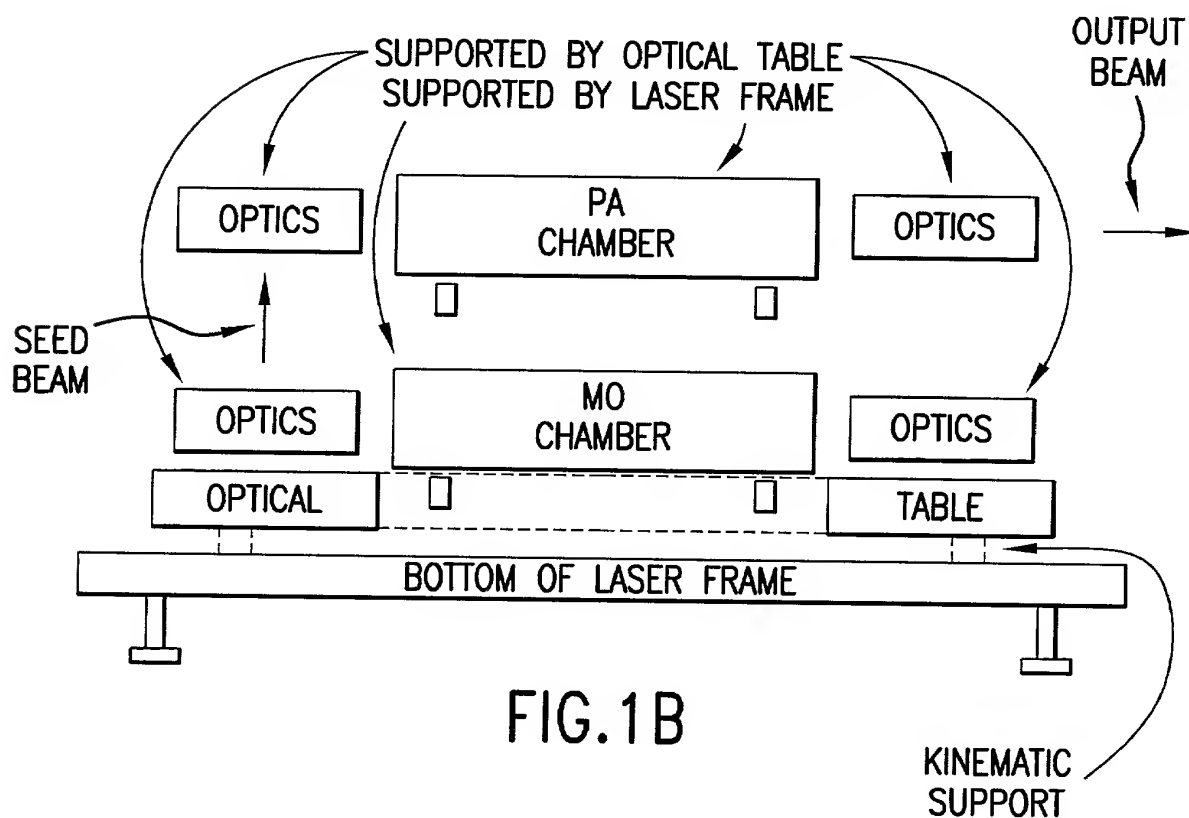 OUTPUT
BEAM
SUPPORTED BY OPTICAL TABLE
SUPPORTED BY LASER FRAME
OPTICS
PA
CHAMBER
OPTICS
SEED
BEAM
OPTICS
MO
CHAMBER
OPTICS
OPTICAL
TABLE
BOTTOM OF LASER FRAME
FIG.1B
KINEMATIC
SUPPORT